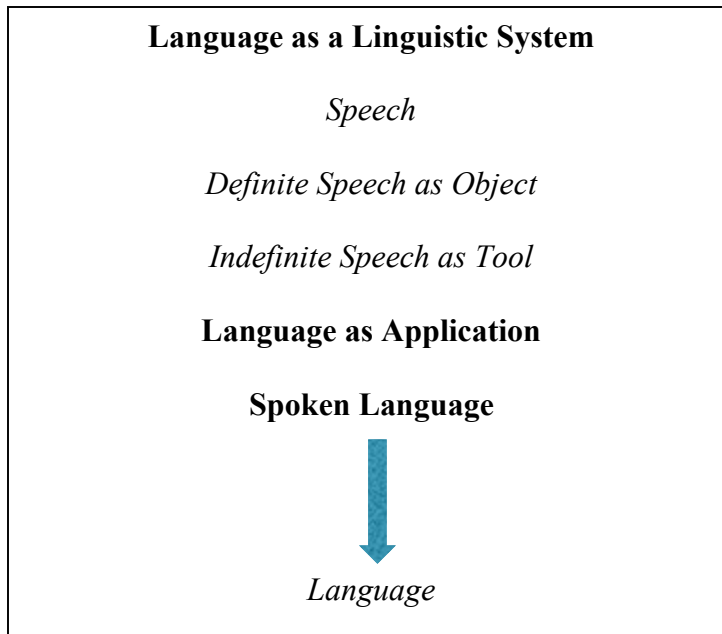 Language as a Linguistic System
Speech
Definite Speech as Object
Indefinite Speech as Tool
Language as Application
Spoken Language
Language